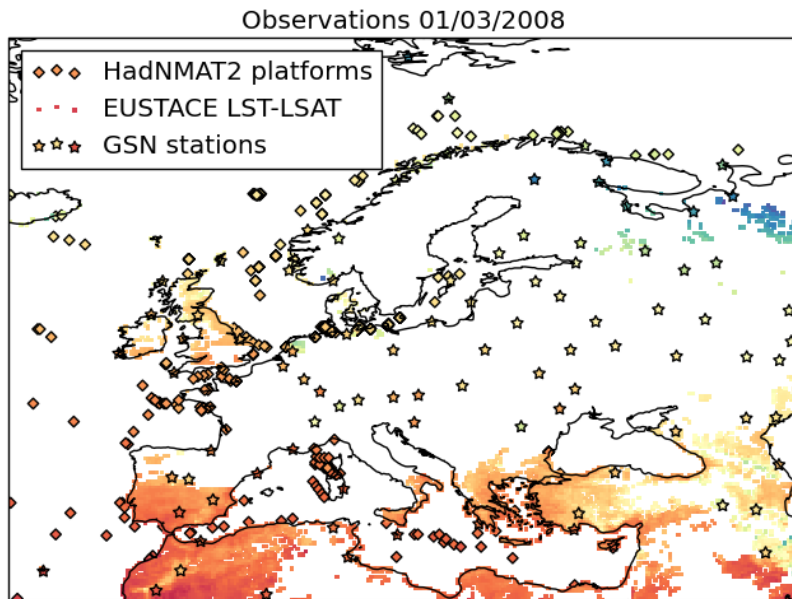 Observations 01/03/2008
HadNMAT2 platforms
EUSTACE LST-LSAT
GSN stations